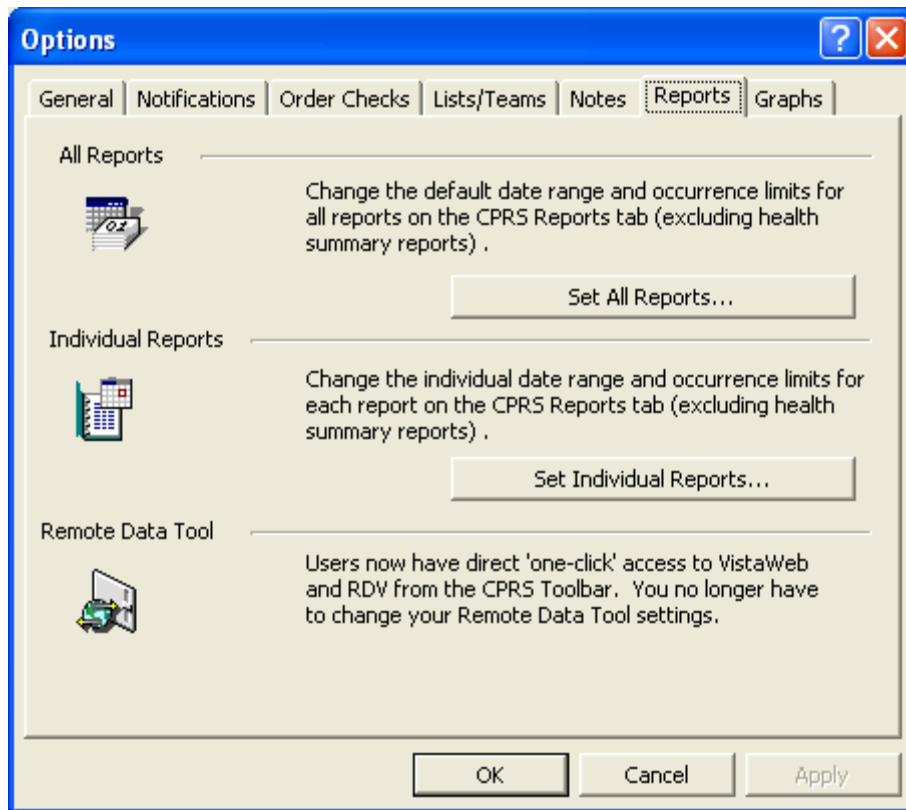 Options
General
Notifications
Order Checks
Lists/Teams
Notes
Reports
Graphs
All Reports
Change the default date range and occurrence limits for
all reports on the CPRS Reports tab (excluding health
summary reports) .
Set All Reports...
Individual Reports
Change the individual date range and occurrence limits for
each report on the CPRS Reports tab (excluding health
summary reports) .
Set Individual Reports...
Remote Data Tool
Users now have direct 'one-click' access to VistaWeb
and RDV from the CPRS Toolbar.  You no longer have
to change your Remote Data Tool settings.
OK
Cancel
Apply